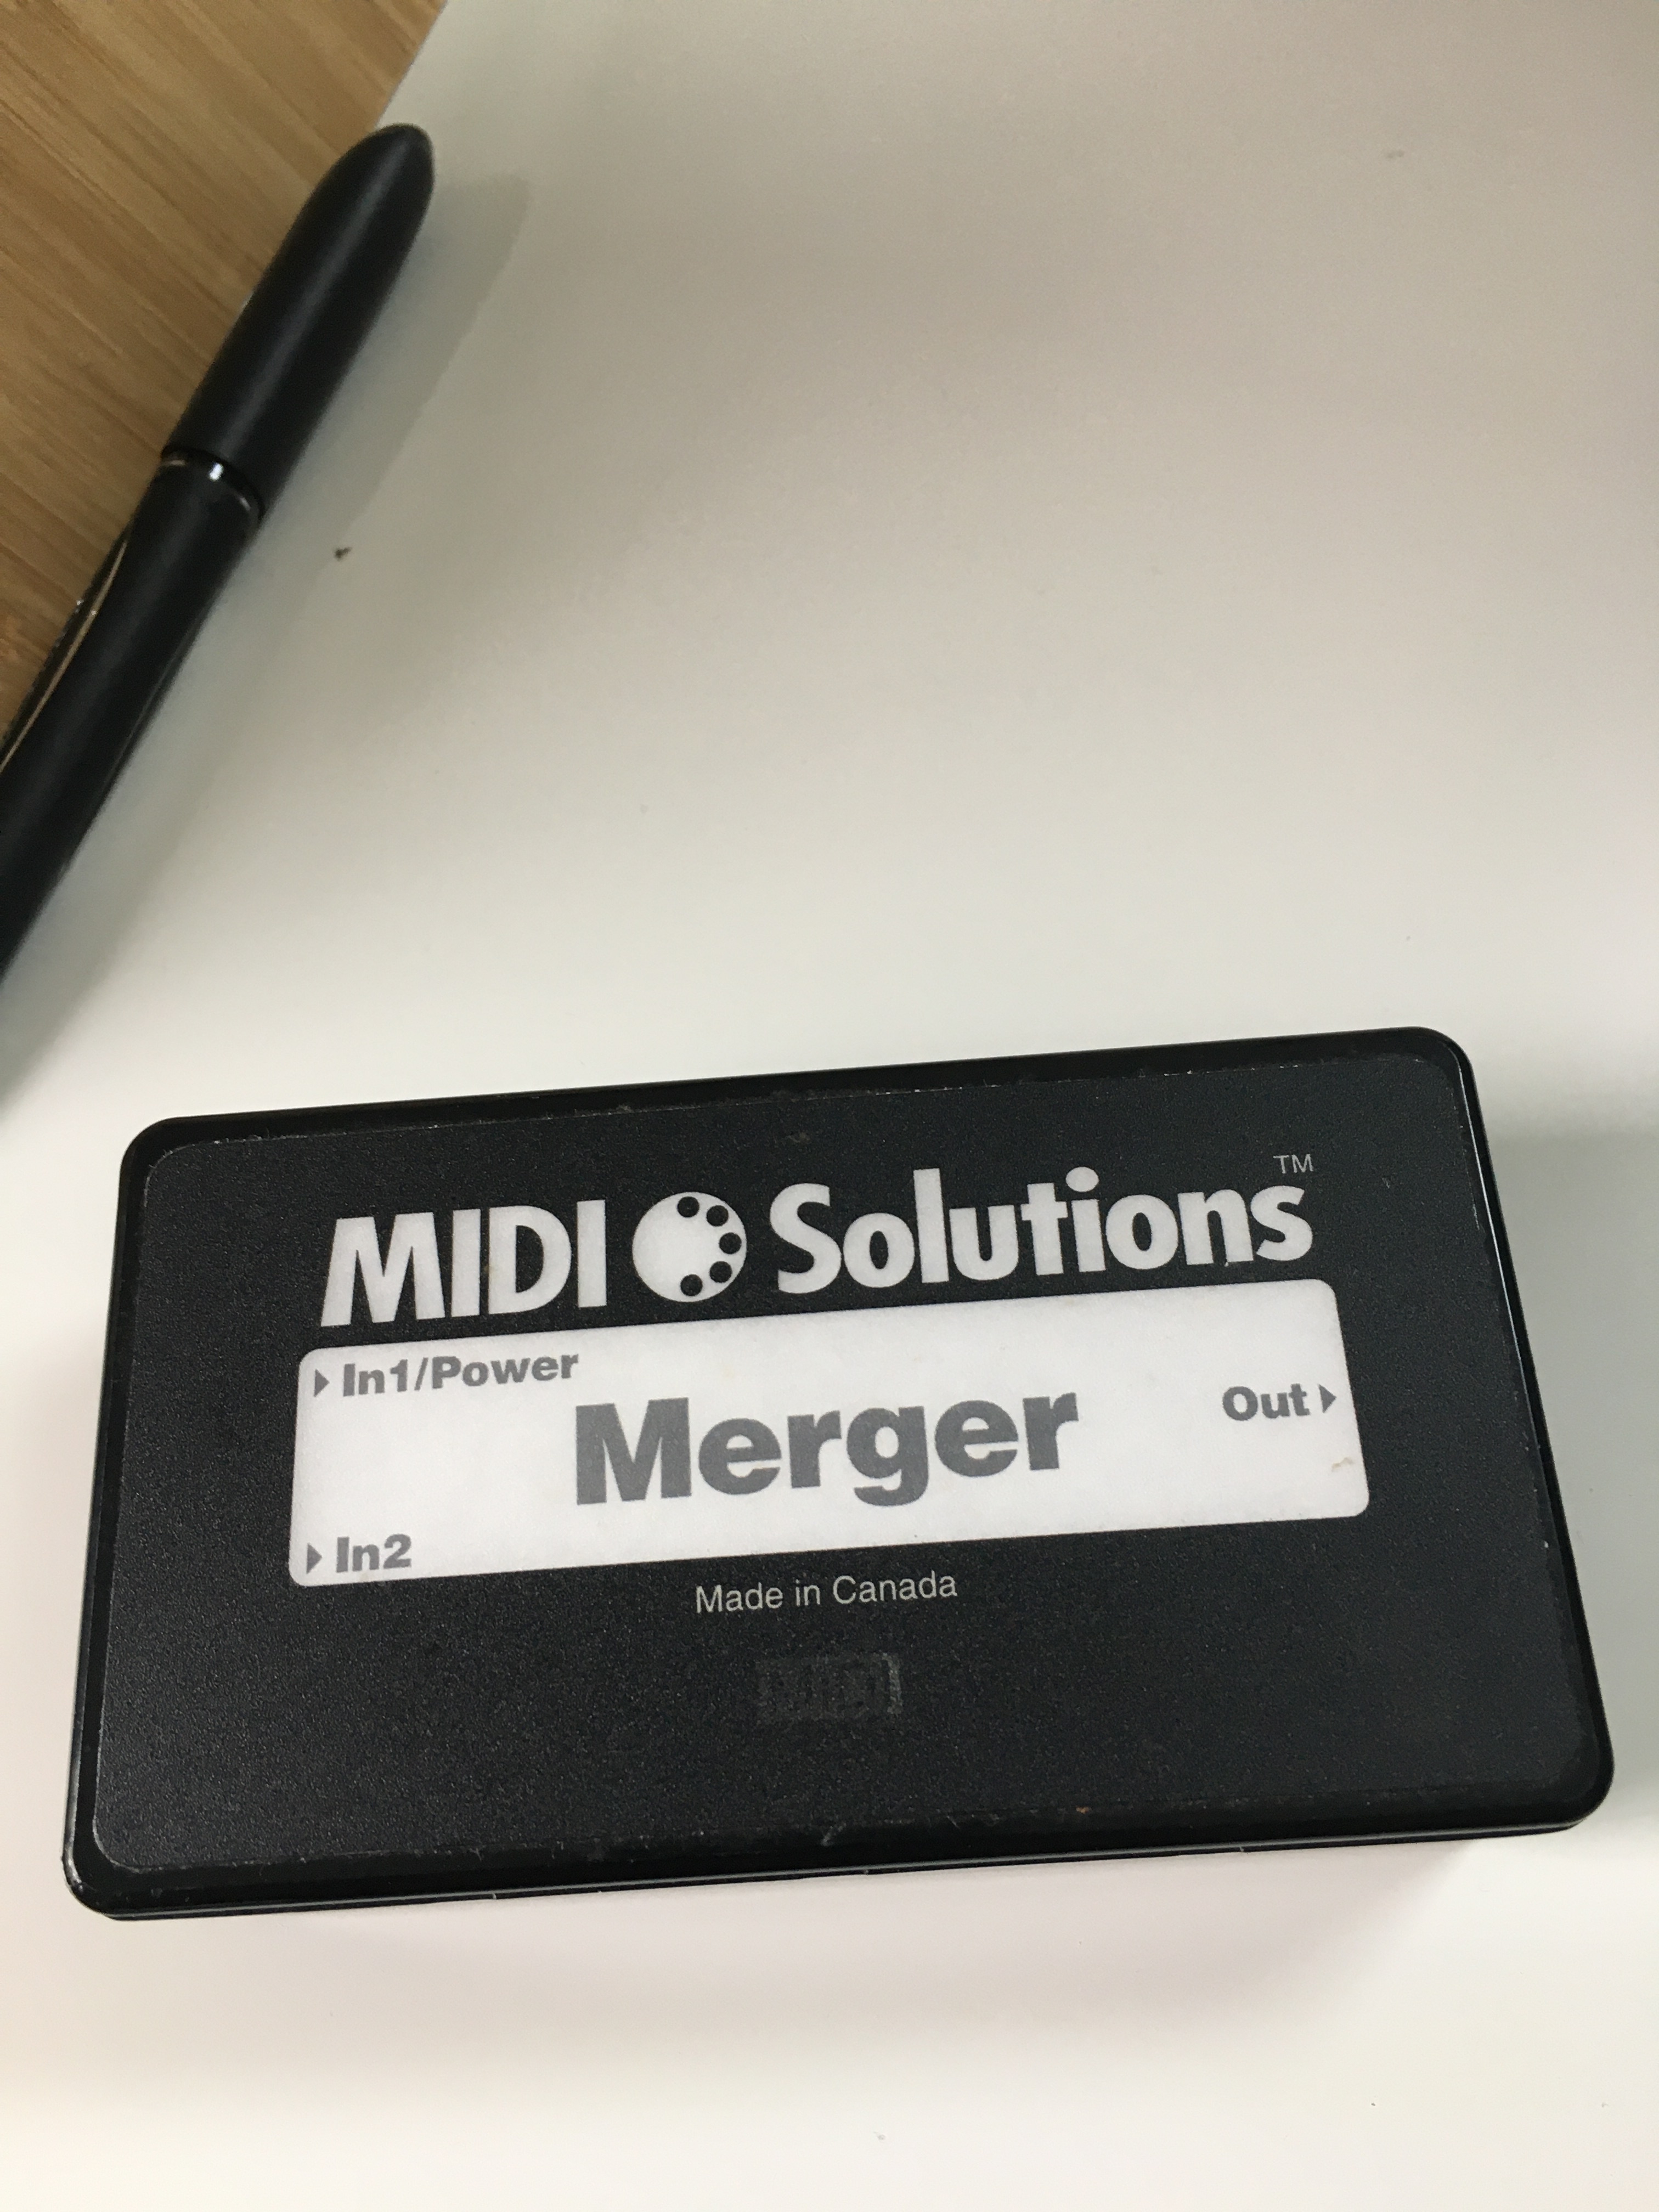 MIDI Solutions™
In1/Power
Merger
Out
In2
Made in Canada